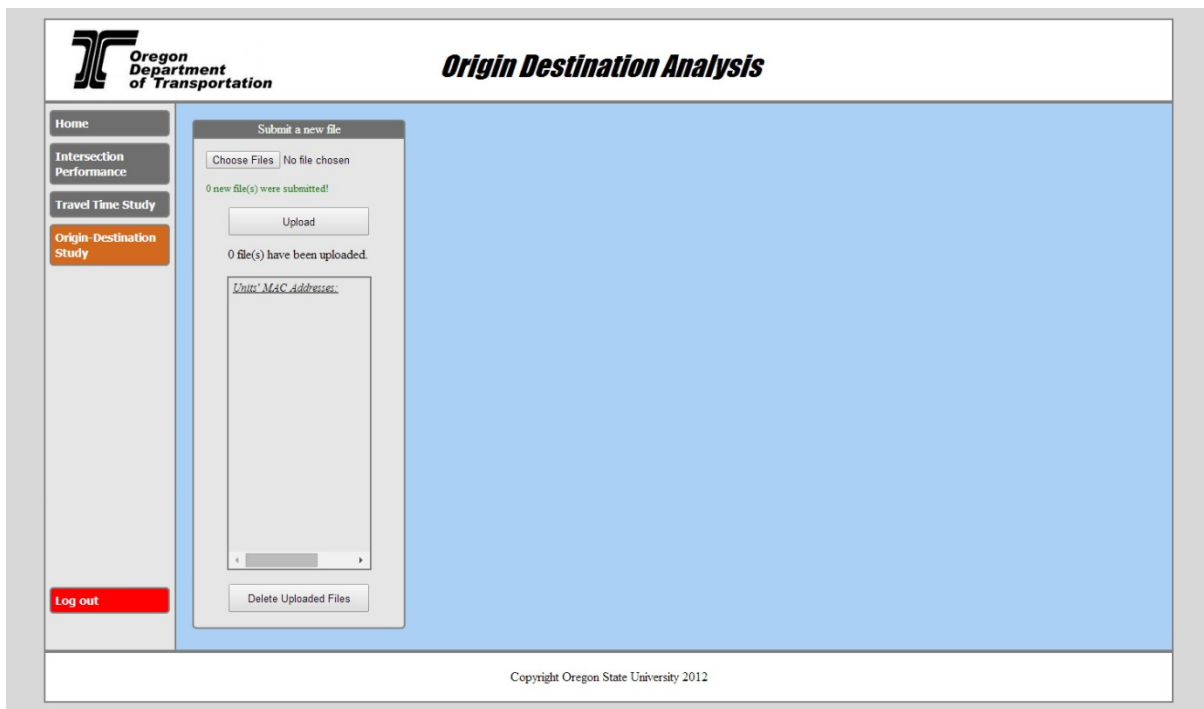 Oregon
Department
of Transportation
Origin Destination Analysis
Home
Intersection
Performance
Travel Time Study
Origin-Destination
Study
Log out
Submit a new file
Choose Files No file chosen
0 new file(s) were submitted!
Upload
0 file(s) have been uploaded.
Units' MAC Addresses:
Delete Uploaded Files
Copyright Oregon State University 2012